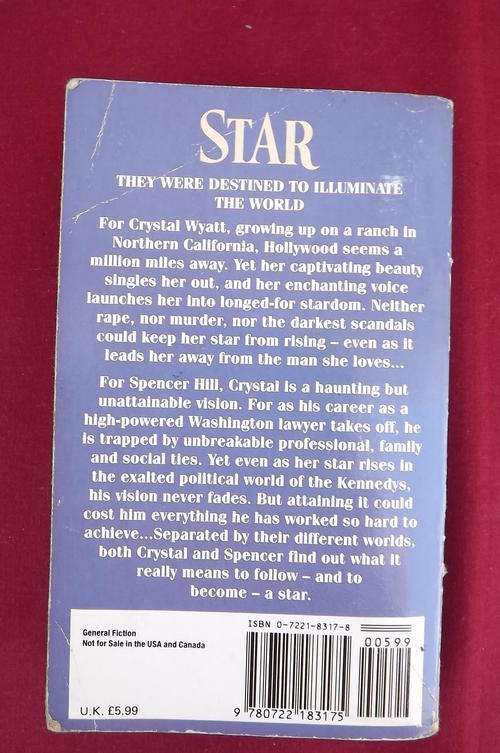 STAR
THEY WERE DESTINED TO ILLUMINATE
THE WORLD
For Crystal Wyatt, growing up on a ranch in
Northern California, Hollywood seems a
million miles away. Yet her captivating beauty
singles her out, and her enchanting voice
launches her into longed-for stardom. Neither
rape, nor murder, nor the darkest scandals
could keep her star from rising – even as it
leads her away from the man she loves...
For Spencer Hill, Crystal is a haunting but
unattainable vision. For as his career as a
high-powered Washington lawyer takes off, he
is trapped by unbreakable professional, family
and social ties. Yet even as her star rises in
the exalted political world of the Kennedys,
his vision never fades. But attaining it could
cost him everything he has worked so hard to
achieve...Separated by their different worlds,
both Crystal and Spencer find out what it
really means to follow – and to
become – a star.
General Fiction
Not for Sale in the USA and Canada
U.K. £5.99
ISBN 0-7221-8317-8
00599
9 780722 183175